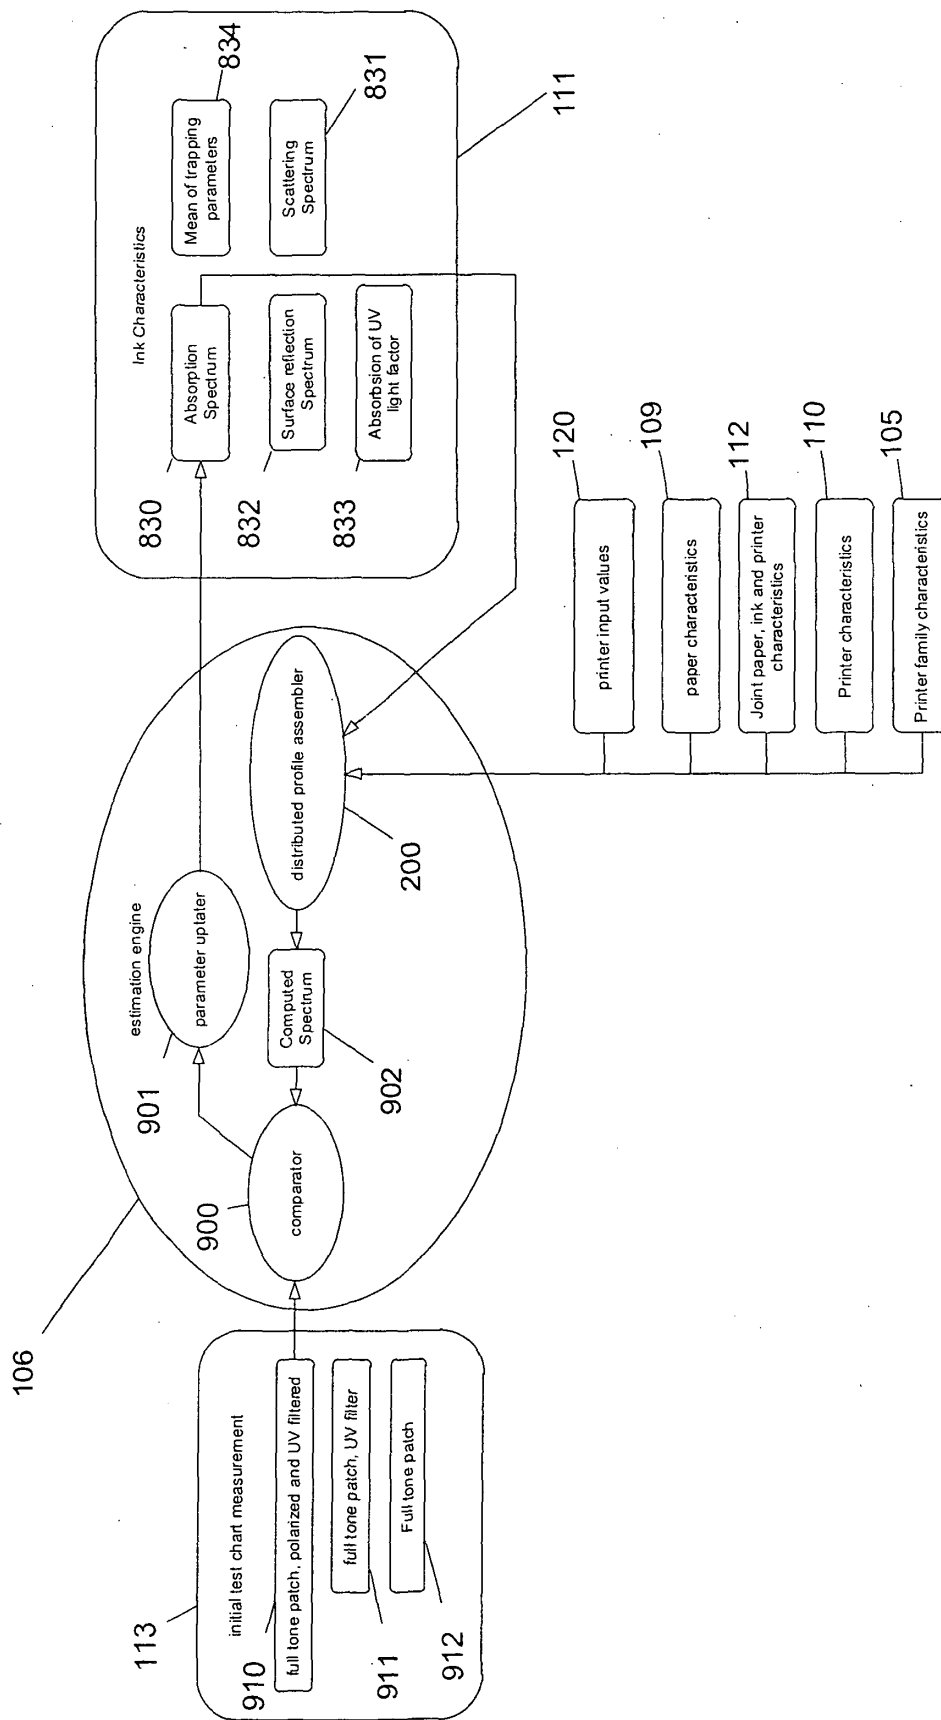 106
113
initial test chart measurement
910
full tone patch, polarized and UV filtered
911
full tone patch, UV filter
912
Full tone patch
estimation engine
901
parameter uptater
900
comparator
902
Computed
Spectrum
200
distributed profile assembler
Ink Characteristics
830
Absorption
Spectrum
834
Mean of trapping
parameters
832
Surface reflection
Spectrum
831
Scattering
Spectrum
833
Absorbsion of UV
light factor
111
120
printer input values
109
paper characteristics
112
Joint paper, ink and printer
characteristics
110
Printer characteristics
105
Printer family characteristics